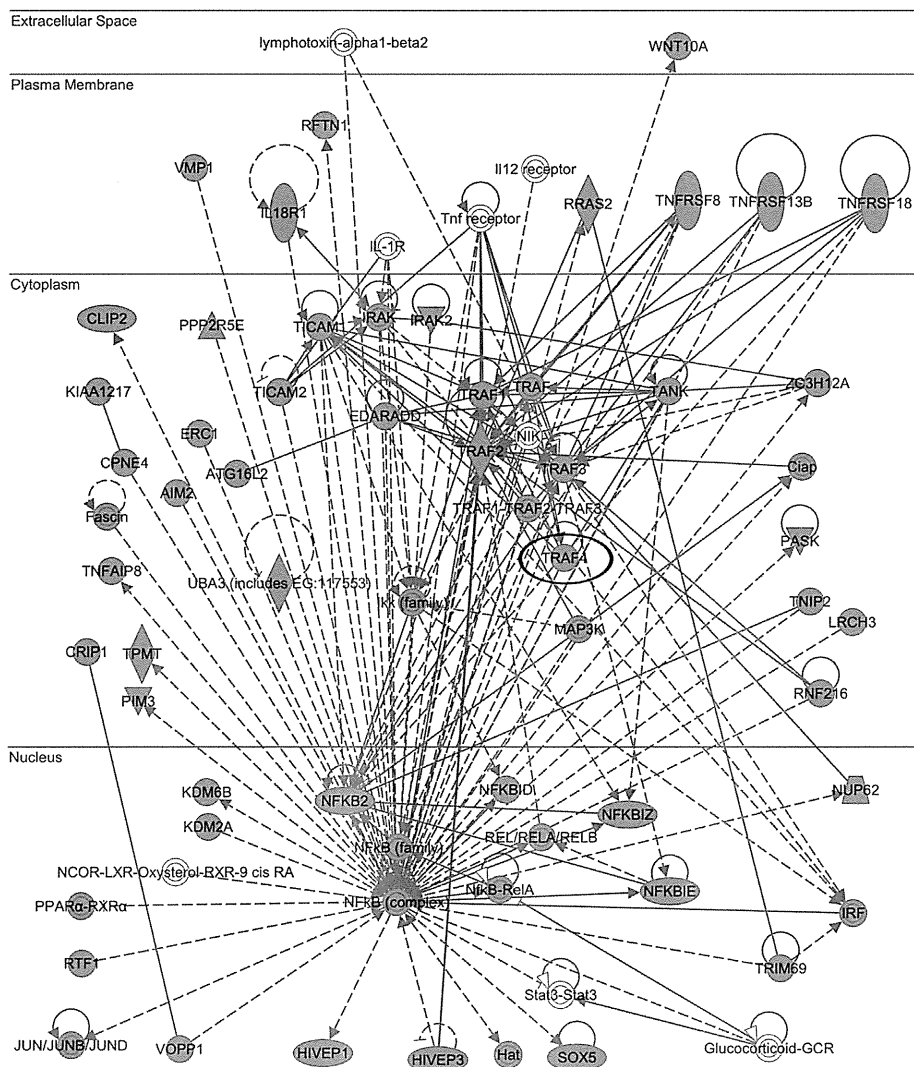 Extracellular Space
lymphotoxin-alpha1-beta2
WNT10A
Plasma Membrane
RFTN1
VMP1
Il12 receptor
IL18R1
Tnf receptor
RRAS2
TNFRSF8
TNFRSF13B
TNFRSF18
IL-1R
Cytoplasm
CLIP2
PPP2R5E
TICAM1
IRAK
IRAK2
KIAA1217
TICAM2
TRAF1
TRAF
TANK
ZC3H12A
EDARADD
ERC1
NIK
TRAF2
CPNE4
ATG16L2
TRAF3
Ciap
AIM2
Fascin
TRAF1-TRAF2-TRAF3
PASK
TRAF4
TNFAIP8
UBA3 (includes EG:117553)
Ikk (family)
TNIP2
MAP3K
LRCH3
CRIP1
TPMT
RNF216
PIM3
Nucleus
KDM6B
NFKB2
NFKBID
NUP62
NFKBIZ
KDM2A
REL/RELA/RELB
NFkB (family)
NCOR-LXR-Oxysterol-RXR-9 cis RA
NfkB-RelA
NFKBIE
NFkB (complex)
PPARα-RXRα
IRF
RTF1
TRIM69
Stat3-Stat3
JUN/JUNB/JUND
VOPP1
HIVEP1
HIVEP3
Hat
SOX5
Glucocorticoid-GCR